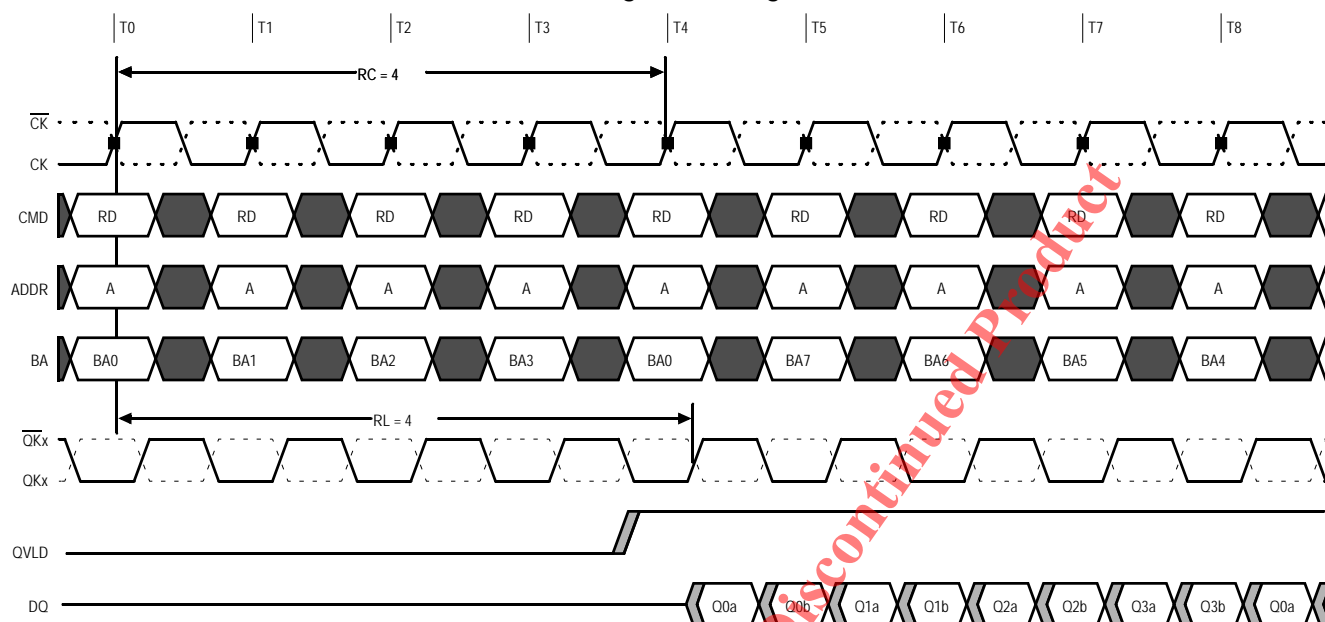 T0 T1 T2 T3 T4 T5 T6 T7 T8
RC = 4
CK
CK
CMD RD RD RD RD RD RD RD RD RD
ADDR A A A A A A A A A
BA BA0 BA1 BA2 BA3 BA0 BA7 BA6 BA5 BA4
RL = 4
QKx
QKx
QVLD
DQ Q0a Q0b Q1a Q1b Q2a Q2b Q3a Q3b Q0a
Discontinued Product